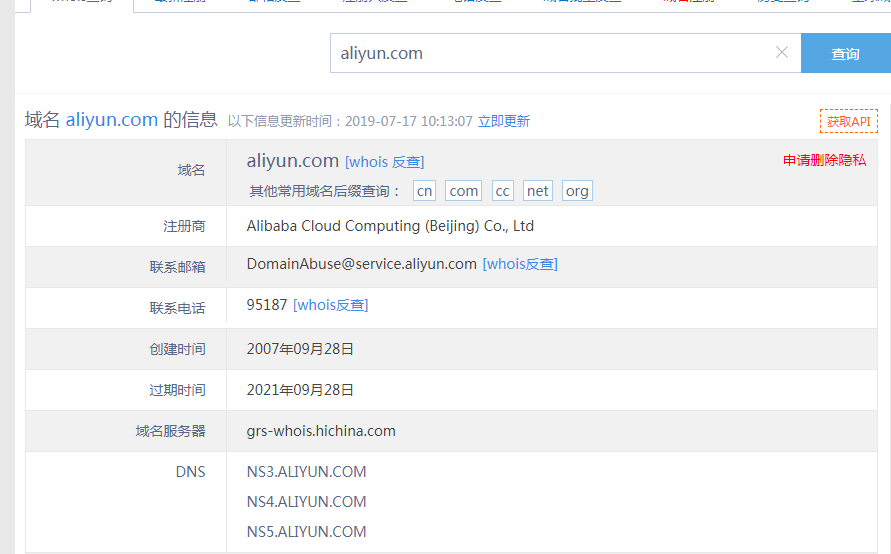 aliyun.com
查询
域名 aliyun.com 的信息 以下信息更新时间：2019-07-17 10:13:07 立即更新 获取API
域名 aliyun.com [whois 反查] 申请删除隐私
其他常用域名后缀查询： cn com cc net org
注册商 Alibaba Cloud Computing (Beijing) Co., Ltd
联系邮箱 DomainAbuse@service.aliyun.com [whois反查]
联系电话 95187 [whois反查]
创建时间 2007年09月28日
过期时间 2021年09月28日
域名服务器 grs-whois.hichina.com
DNS NS3.ALIYUN.COM
NS4.ALIYUN.COM
NS5.ALIYUN.COM